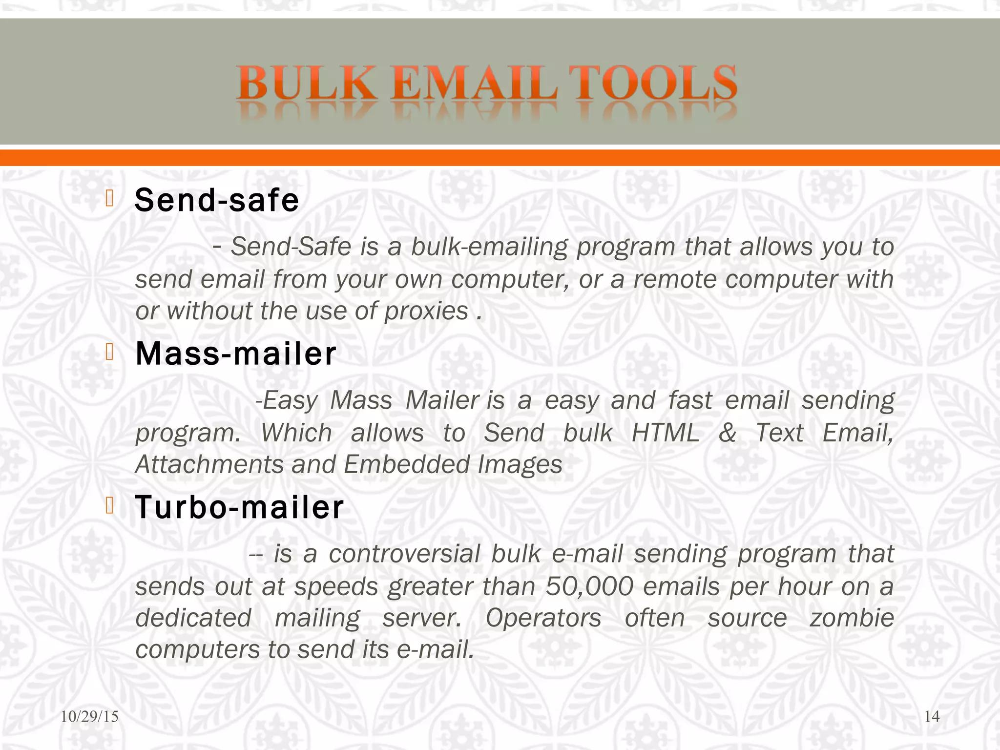 BULK EMAIL TOOLS
Send-safe
- Send-Safe is a bulk-emailing program that allows you to
send email from your own computer, or a remote computer with
or without the use of proxies .
Mass-mailer
-Easy Mass Mailer is a easy and fast email sending
program. Which allows to Send bulk HTML & Text Email,
Attachments and Embedded Images
Turbo-mailer
-- is a controversial bulk e-mail sending program that
sends out at speeds greater than 50,000 emails per hour on a
dedicated mailing server. Operators often source zombie
computers to send its e-mail.
10/29/15
14